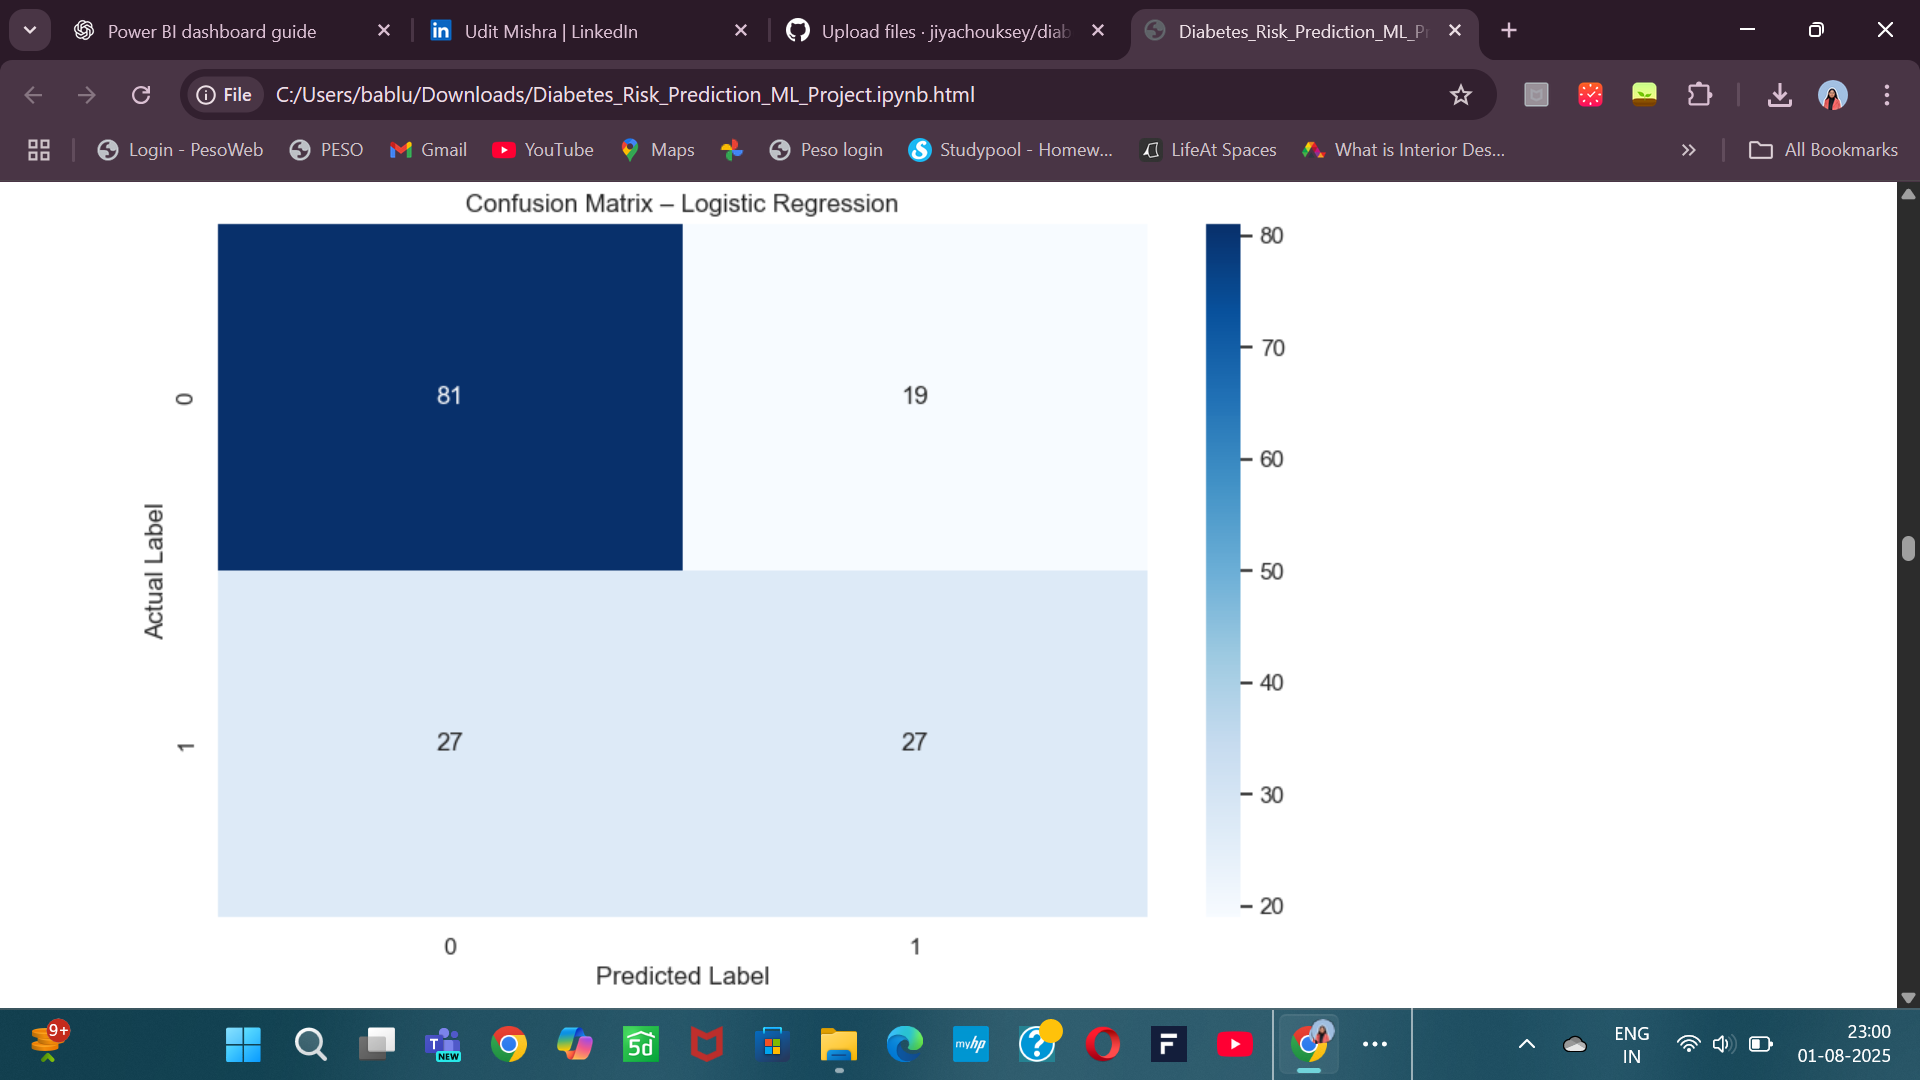 Power BI dashboard guide
Udit Mishra | LinkedIn
Upload files · jiyachouksey/diab
Diabetes_Risk_Prediction_ML_P
File
C:/Users/bablu/Downloads/Diabetes_Risk_Prediction_ML_Project.ipynb.html
Login - PesoWeb
PESO
Gmail
YouTube
Maps
Peso login
Studypool - Homew...
LifeAt Spaces
What is Interior Des...
All Bookmarks
Confusion Matrix – Logistic Regression
81
19
27
27
0
1
Actual Label
0
1
Predicted Label
80
70
60
50
40
30
20
9+
T
NEW
5d
myhp
?
F
ENG
IN
23:00
01-08-2025